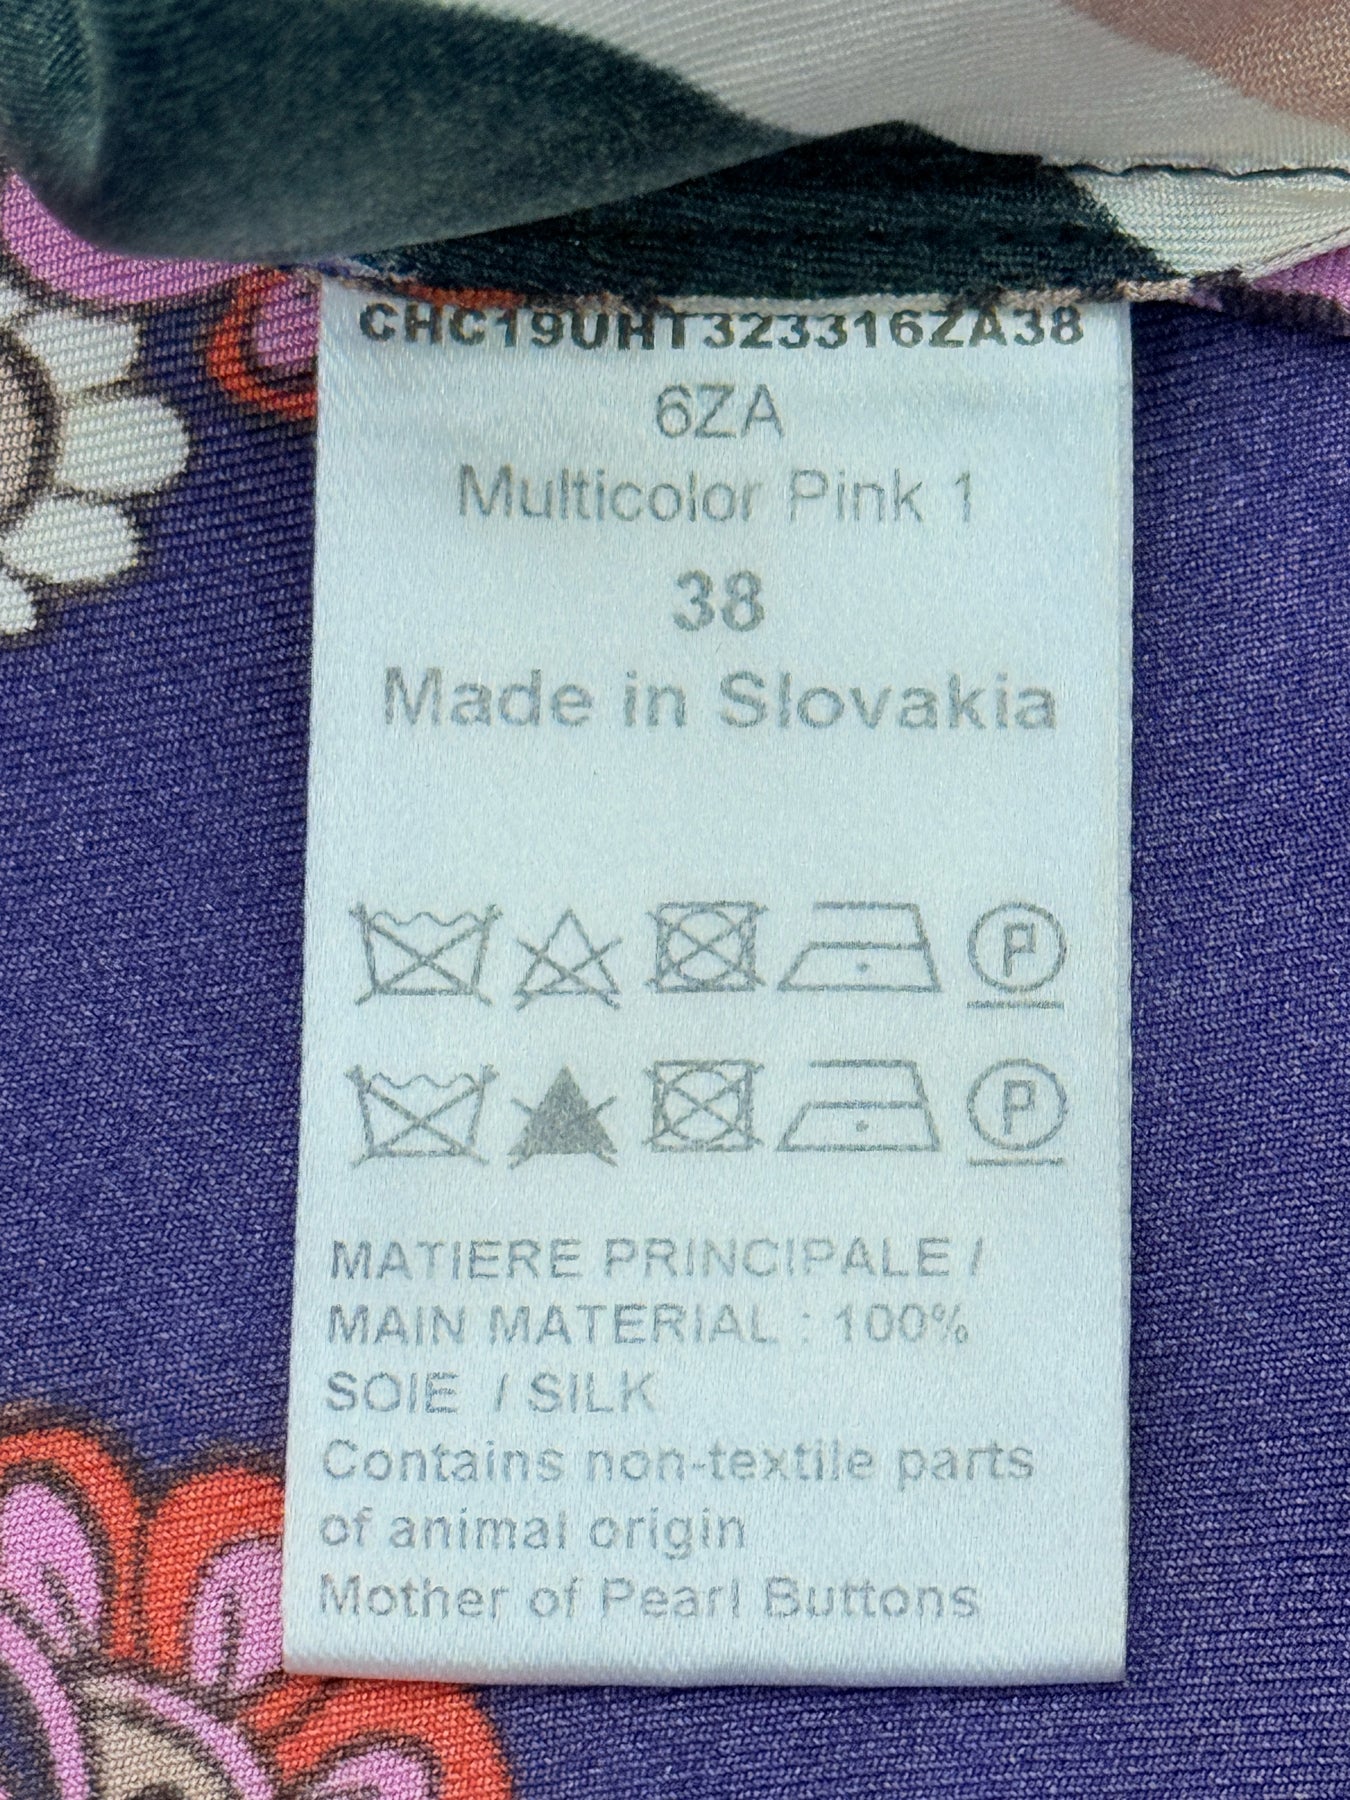 CHC19UHT323316ZA38
6ZA
Multicolor Pink 1
38
Made in Slovakia
P
P
MATIERE PRINCIPALE /
MAIN MATERIAL : 100%
SOIE / SILK
Contains non-textile parts
of animal origin
Mother of Pearl Buttons